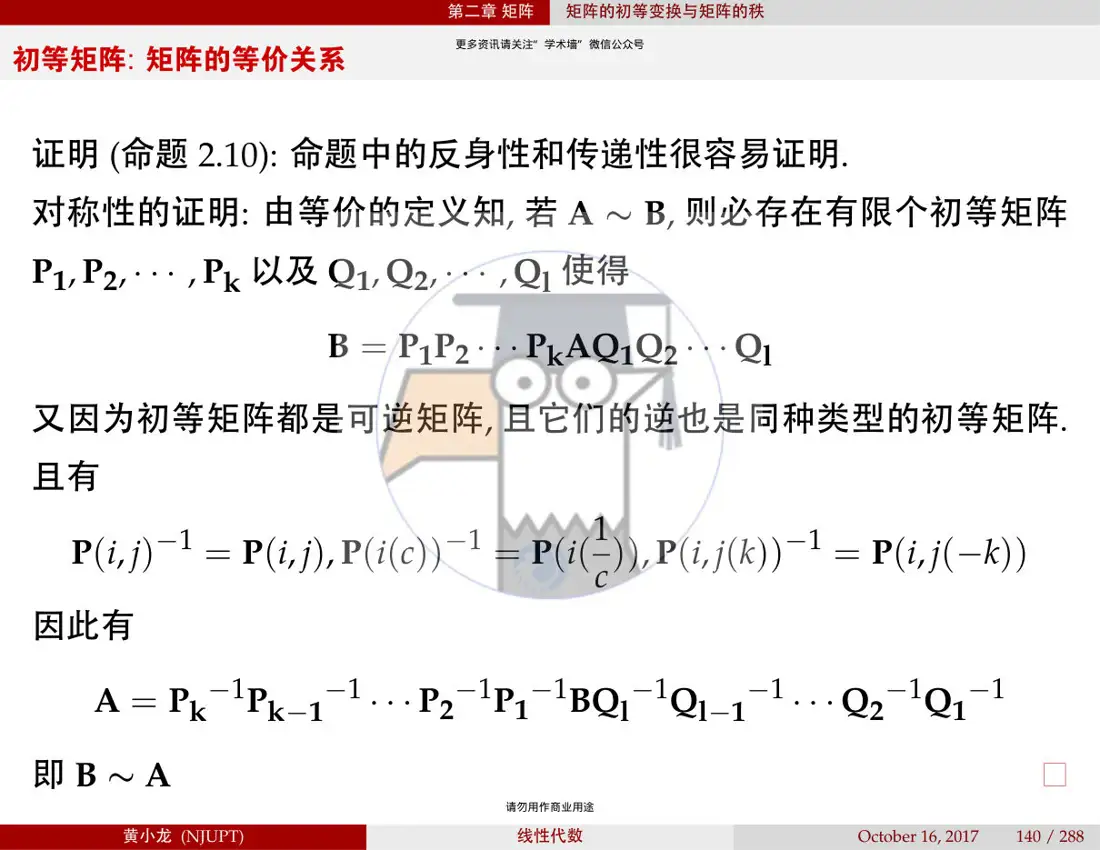 第二章 矩阵 矩阵的初等变换与矩阵的秩
更多资讯请关注“学术墙”微信公众号
初等矩阵: 矩阵的等价关系
证明 (命题 2.10): 命题中的反身性和传递性很容易证明.
对称性的证明: 由等价的定义知, 若 A ∼ B, 则必存在有限个初等矩阵
P₁, P₂, ··· , Pₖ 以及 Q₁, Q₂, ··· , Qₗ 使得
B = P₁P₂ ··· PₖAQ₁Q₂ ··· Qₗ
又因为初等矩阵都是可逆矩阵, 且它们的逆也是同种类型的初等矩阵.
且有
P(i, j)⁻¹ = P(i, j), P(i(c))⁻¹ = P(i(1/c)), P(i, j(k))⁻¹ = P(i, j(−k))
因此有
A = Pₖ⁻¹Pₖ₋₁⁻¹ ··· P₂⁻¹P₁⁻¹BQₗ⁻¹Qₗ₋₁⁻¹ ··· Q₂⁻¹Q₁⁻¹
即 B ∼ A □
请勿用作商业用途
黄小龙 (NJUPT) 线性代数 October 16, 2017 140 / 288